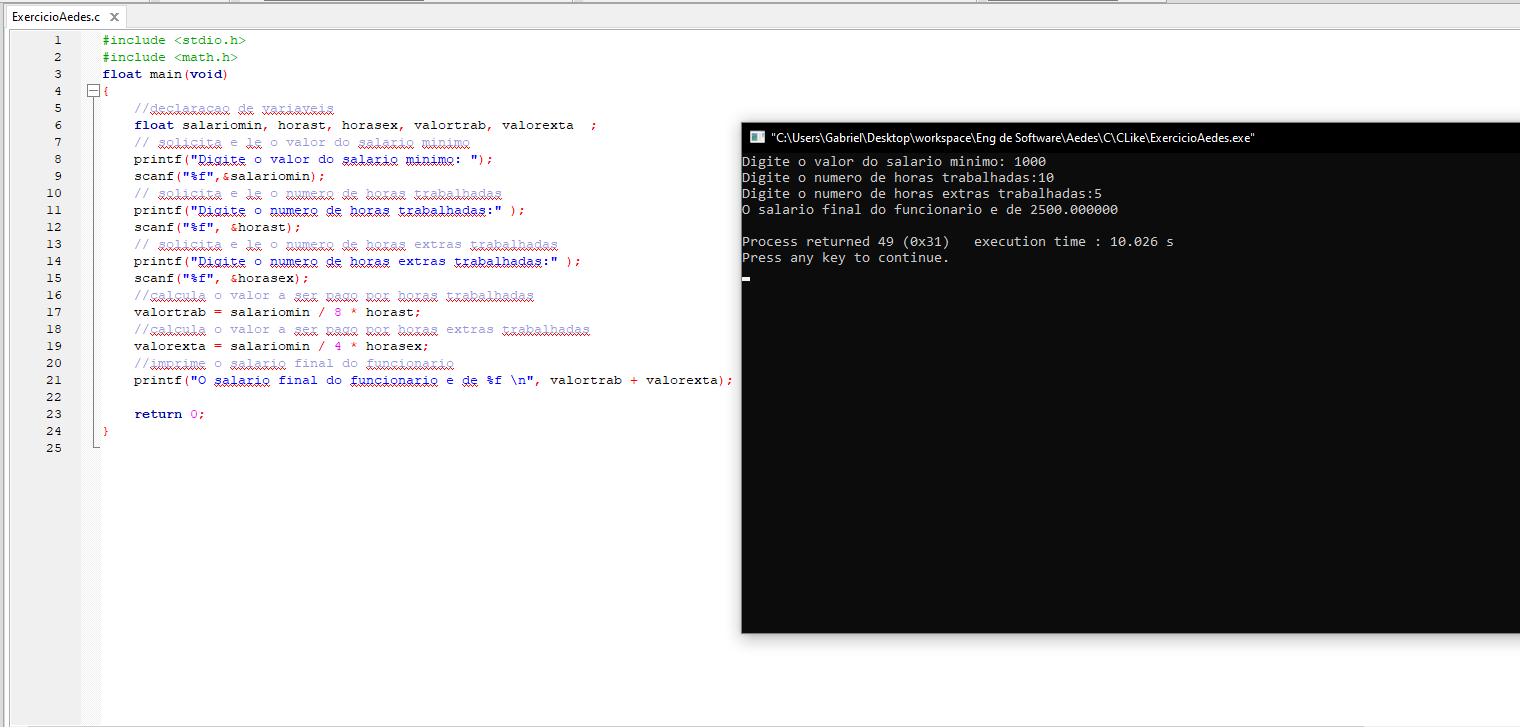 ExercicioAedes.c X
1 #include <stdio.h>
2 #include <math.h>
3 float main(void)
4 {
5 //declaracao de variaveis
6 float salariomin, horast, horasex, valortrab, valorexta ;
7 // solicita e le o valor do salario minimo
8 printf("Digite o valor do salario minimo: ");
9 scanf("%f",&salariomin);
10 // solicita e le o numero de horas trabalhadas
11 printf("Digite o numero de horas trabalhadas:" );
12 scanf("%f", &horast);
13 // solicita e le o numero de horas extras trabalhadas
14 printf("Digite o numero de horas extras trabalhadas:" );
15 scanf("%f", &horasex);
16 //calcula o valor a ser pago por horas trabalhadas
17 valortrab = salariomin / 8 * horast;
18 //calcula o valor a ser pago por horas extras trabalhadas
19 valorexta = salariomin / 4 * horasex;
20 //imprime o salario final do funcionario
21 printf("O salario final do funcionario e de %f \n", valortrab + valorexta);
22
23 return 0;
24 }
25
"C:\Users\Gabriel\Desktop\workspace\Eng de Software\Aedes\C\CLike\ExercicioAedes.exe"
Digite o valor do salario minimo: 1000
Digite o numero de horas trabalhadas:10
Digite o numero de horas extras trabalhadas:5
O salario final do funcionario e de 2500.000000
Process returned 49 (0x31) execution time : 10.026 s
Press any key to continue.